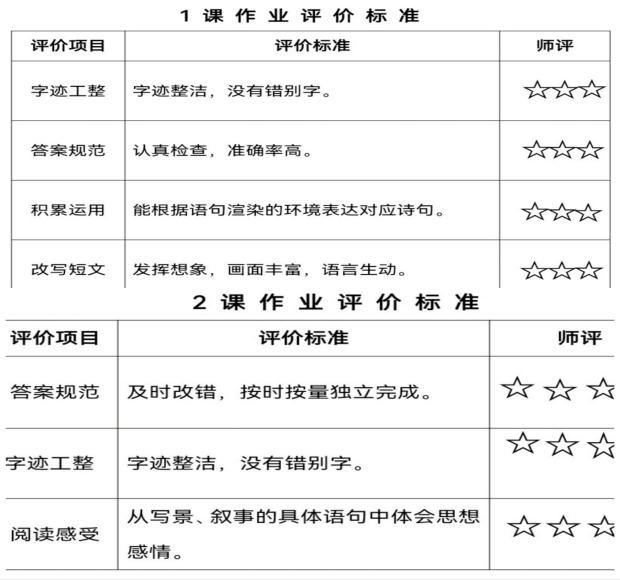 1 课 作 业 评 价 标 准
评价项目 评价标准 师评
字迹工整 字迹整洁，没有错别字。 ☆☆☆
答案规范 认真检查，准确率高。 ☆☆☆
积累运用 能根据语句渲染的环境表达对应诗句。 ☆☆☆
改写短文 发挥想象，画面丰富，语言生动。 ☆☆☆
2 课 作 业 评 价 标 准
评价项目 评价标准 师评
答案规范 及时改错，按时按量独立完成。 ☆ ☆ ☆
字迹工整 字迹整洁，没有错别字。 ☆ ☆ ☆
阅读感受 从写景、叙事的具体语句中体会思想
感情。 ☆ ☆ ☆